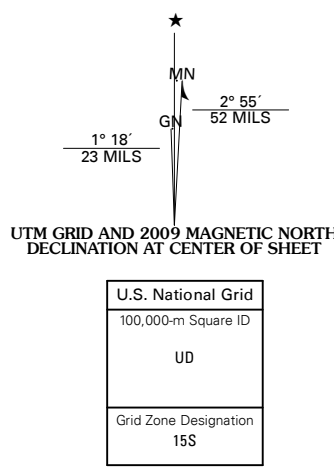 ★
MN
GN
2° 55´
52 MILS
1° 18´
23 MILS
UTM GRID AND 2009 MAGNETIC NORTH
DECLINATION AT CENTER OF SHEET
U.S. National Grid
100,000-m Square ID
UD
Grid Zone Designation
15S